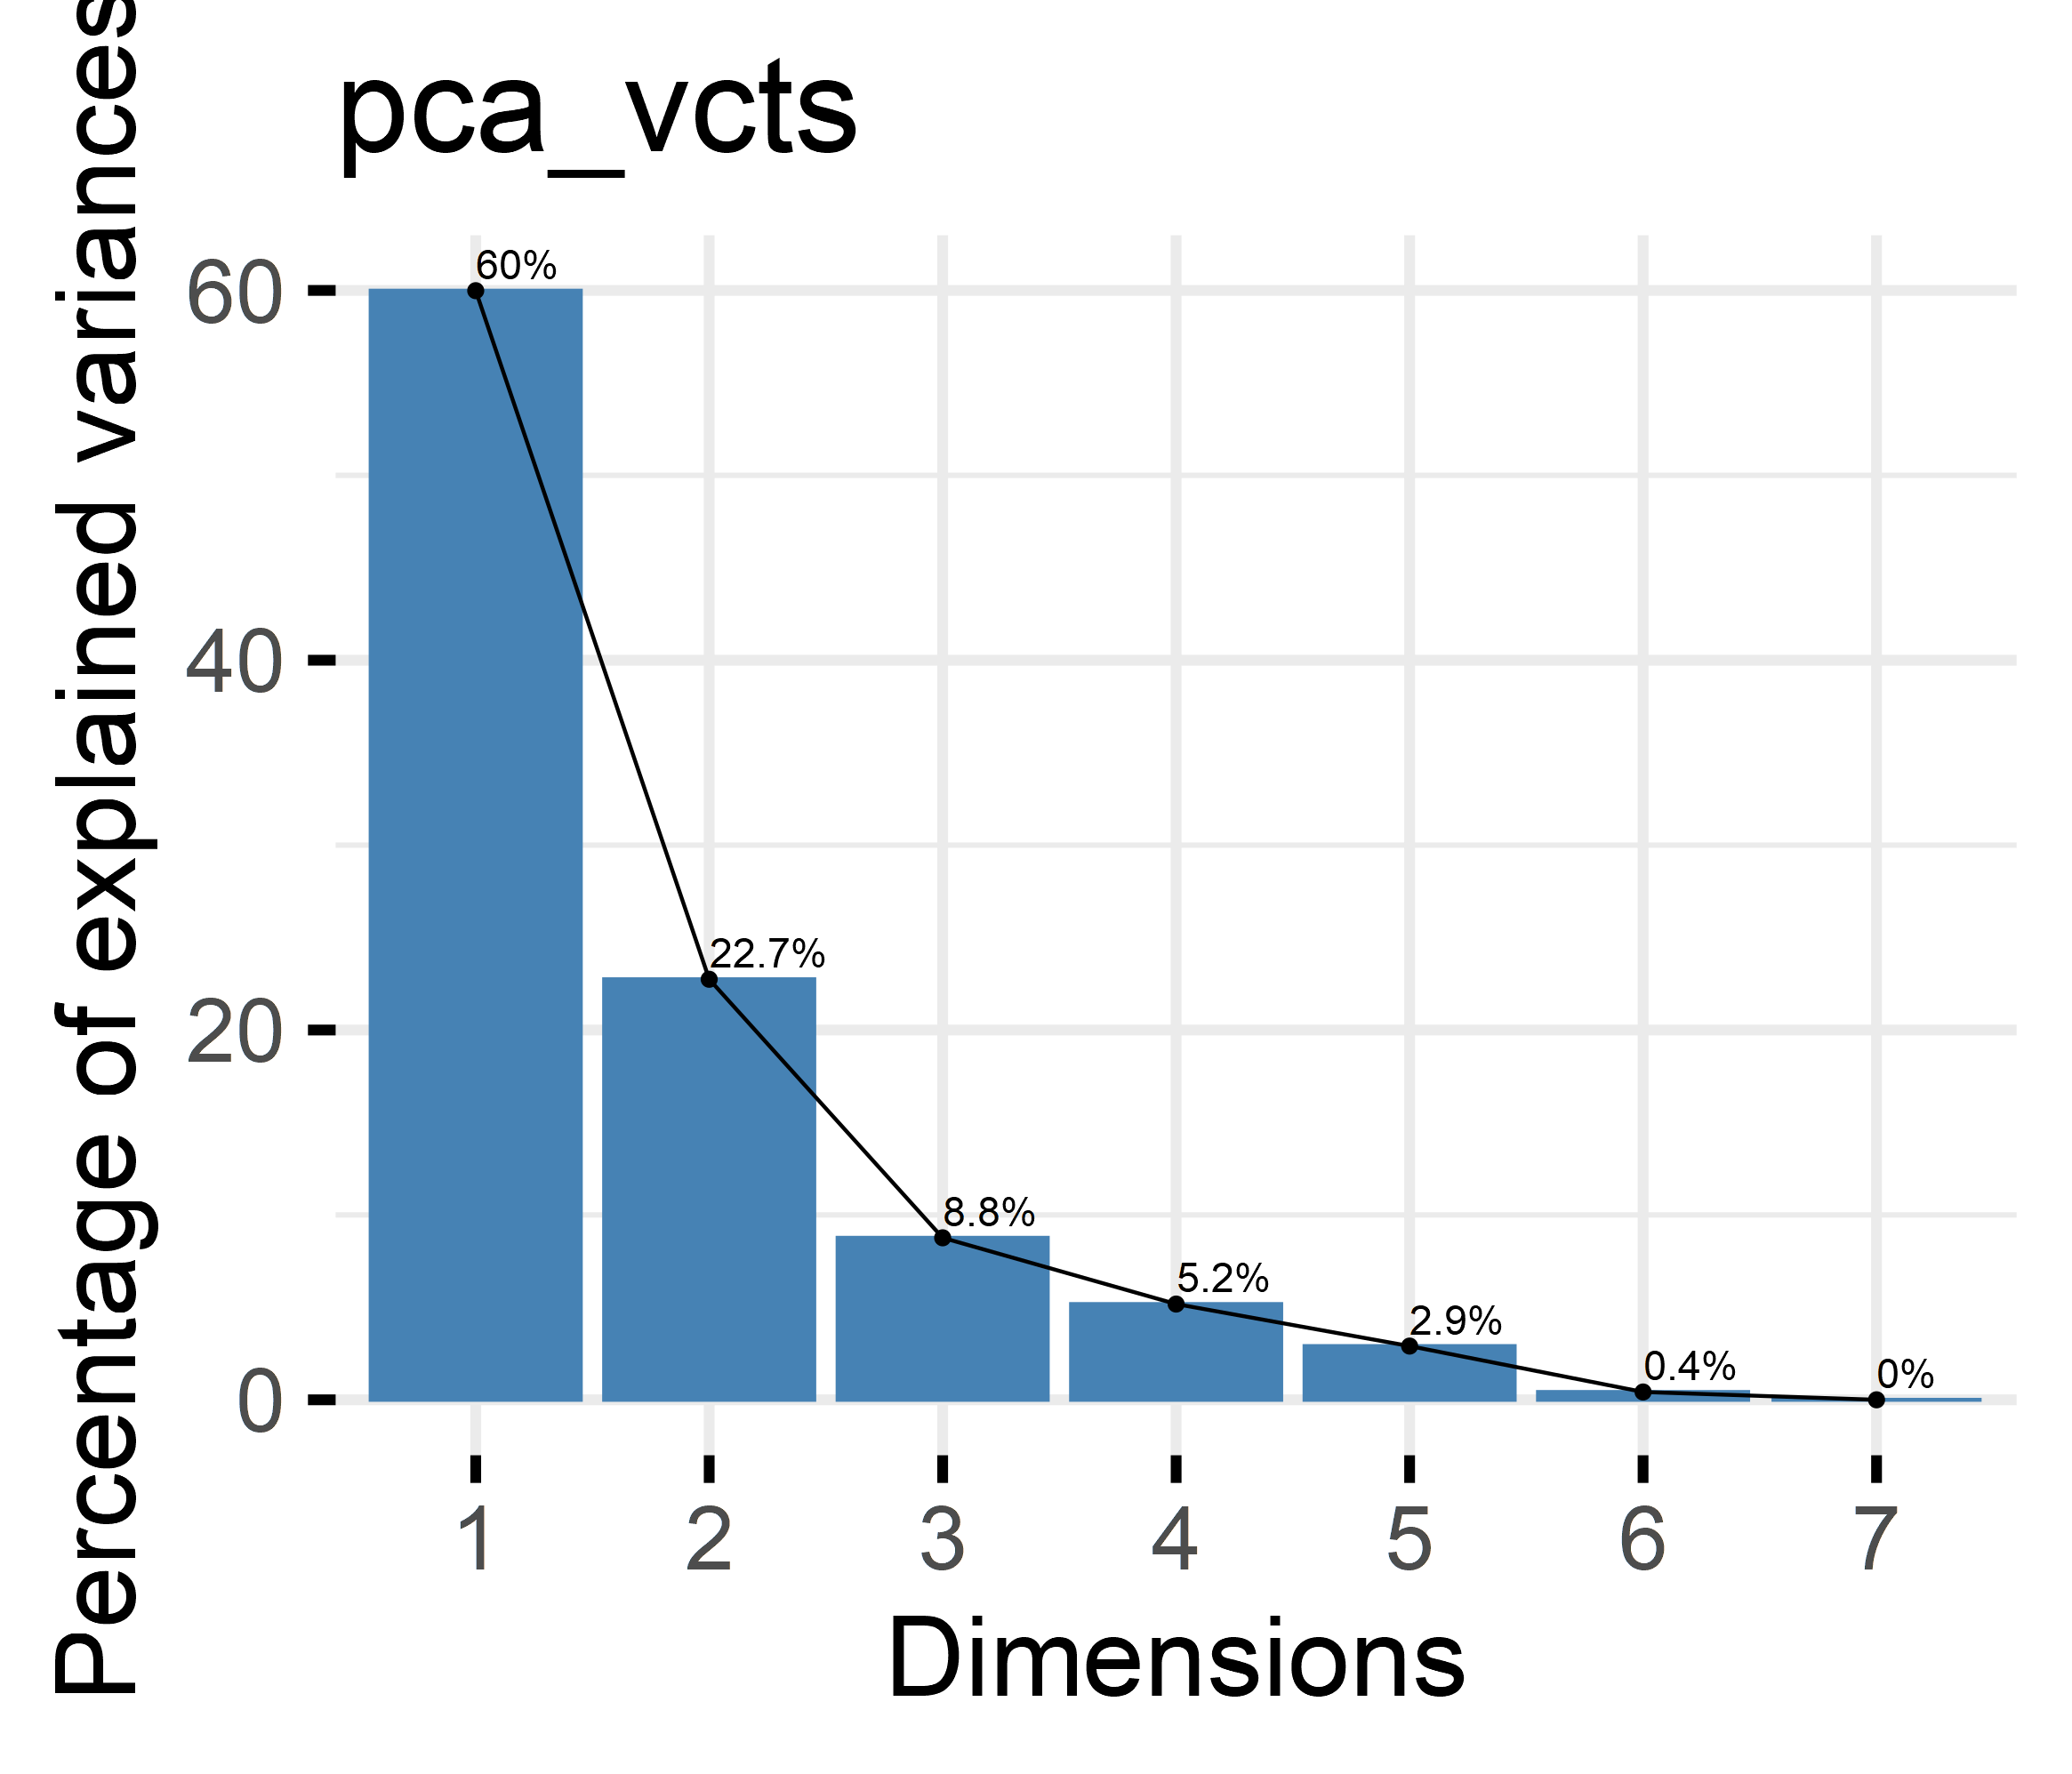 pca_vcts
Percentage of explained variances
60
40
20
0
60%
22.7%
8.8%
5.2%
2.9%
0.4%
0%
1 2 3 4 5 6 7
Dimensions